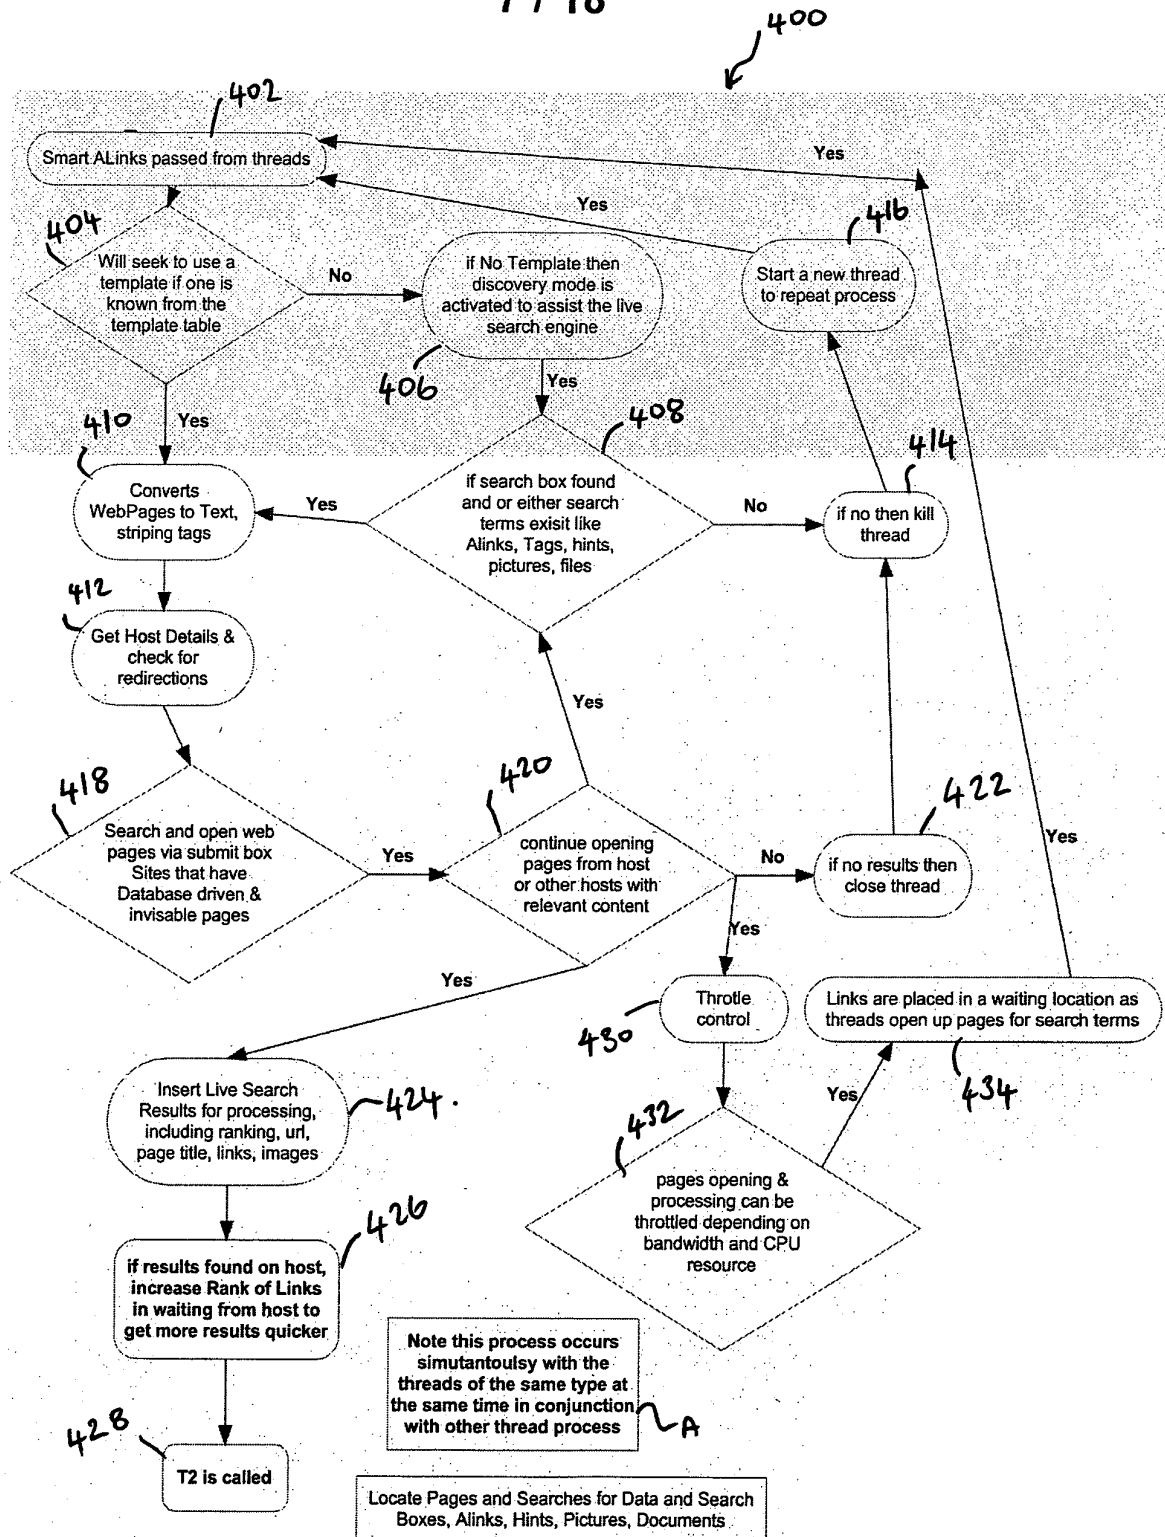 400
402
Smart ALinks passed from threads
Yes
Yes
404
416
Will seek to use a
template if one is
known from the
template table
No
if No Template then
discovery mode is
activated to assist the live
search engine
Start a new thread
to repeat process
406
Yes
Yes
410
408
414
Converts
WebPages to Text,
striping tags
Yes
if search box found
and or either search
terms exisit like
Alinks, Tags, hints,
pictures, files
No
if no then kill
thread
412
Get Host Details &
check for
redirections
Yes
418
420
422
Search and open web
pages via submit box
Sites that have
Database driven &
invisable pages
Yes
continue opening
pages from host
or other hosts with
relevant content
No
if no results then
close thread
Yes
Yes
Yes
Throtle
control
430
Links are placed in a waiting location as
threads open up pages for search terms
434
Insert Live Search
Results for processing,
including ranking, url,
page title, links, images
424.
Yes
432
pages opening &
processing can be
throttled depending on
bandwidth and CPU
resource
426
if results found on host,
increase Rank of Links
in waiting from host to
get more results quicker
Note this process occurs
simutantoulsy with the
threads of the same type at
the same time in conjunction
with other thread process
A
428
T2 is called
Locate Pages and Searches for Data and Search
Boxes, Alinks, Hints, Pictures, Documents